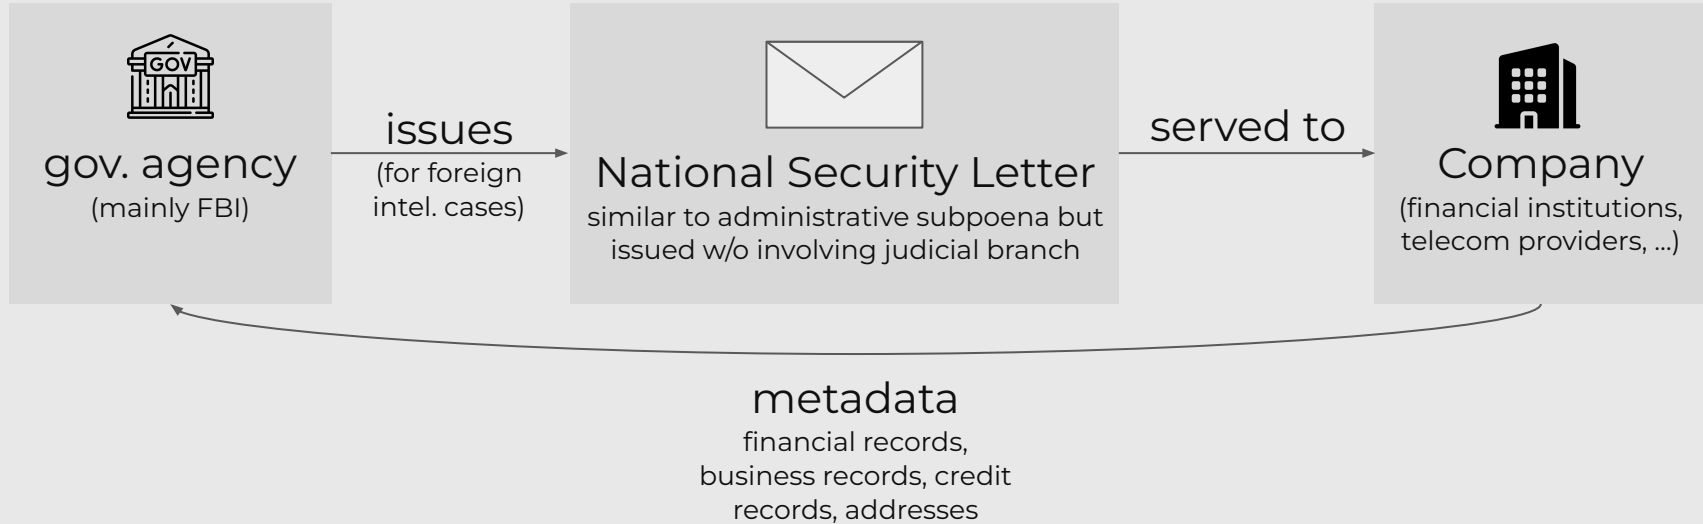 GOV
gov. agency
(mainly FBI)
issues
(for foreign
intel. cases)
National Security Letter
similar to administrative subpoena but
issued w/o involving judicial branch
served to
Company
(financial institutions,
telecom providers, ...)
metadata
financial records,
business records, credit
records, addresses